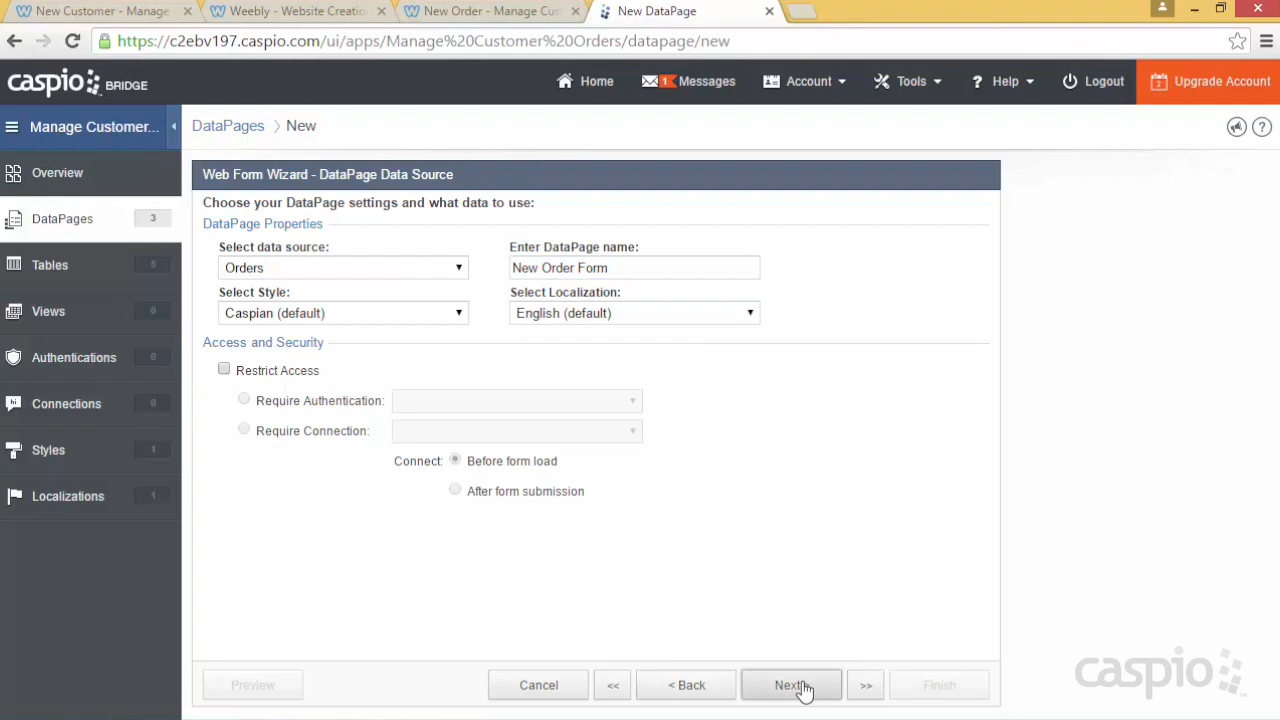 New Customer - Manage
Weebly - Website Creatio
New Order - Manage Cus
New DataPage
https://c2ebv197.caspio.com/ui/apps/Manage%20Customer%20Orders/datapage/new
caspio BRIDGE
Home
1
Messages
Account
Tools
? Help
Logout
2
Upgrade Account
Manage Customer...
DataPages > New
?
Overview
DataPages 3
Tables 5
Views 0
Authentications 0
hi
Connections 0
Styles 1
Localizations 1
Web Form Wizard - DataPage Data Source
Choose your DataPage settings and what data to use:
DataPage Properties
Select data source:
Enter DataPage name:
Orders
New Order Form
Select Style:
Select Localization:
Caspian (default)
English (default)
Access and Security
Restrict Access
Require Authentication:
Require Connection:
Connect: Before form load
After form submission
Preview
Cancel
<<
< Back
Next
>>
Finish
caspio